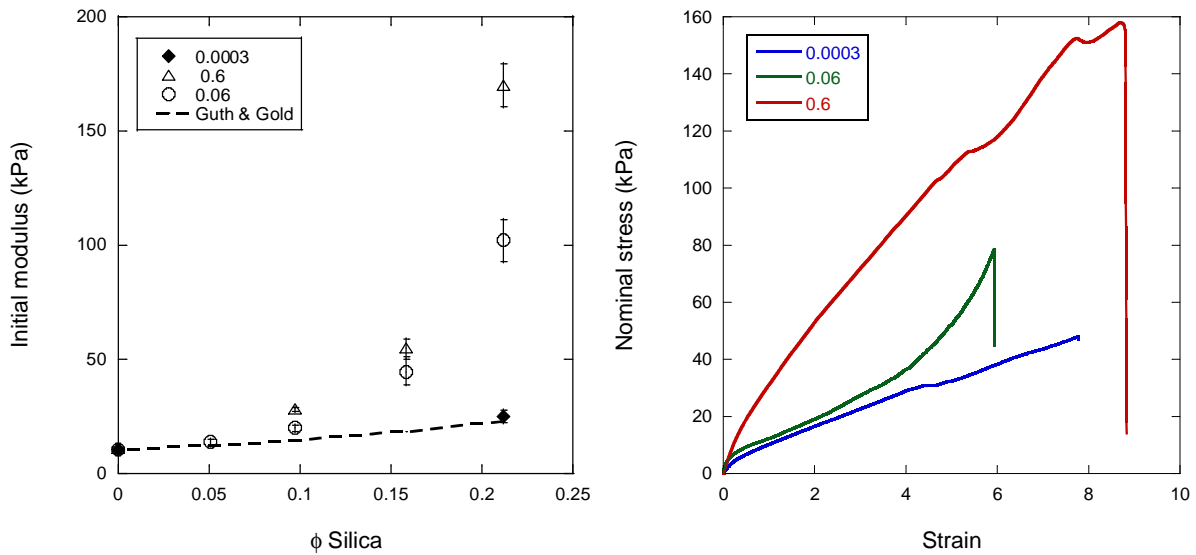 200
150
100
50
0
Initial modulus (kPa)
0.0003
0.6
0.06
Guth & Gold
0 0.05 0.1 0.15 0.2 0.25
ϕ Silica
160
140
120
100
80
60
40
20
0
Nominal stress (kPa)
0.0003
0.06
0.6
0 2 4 6 8 10
Strain